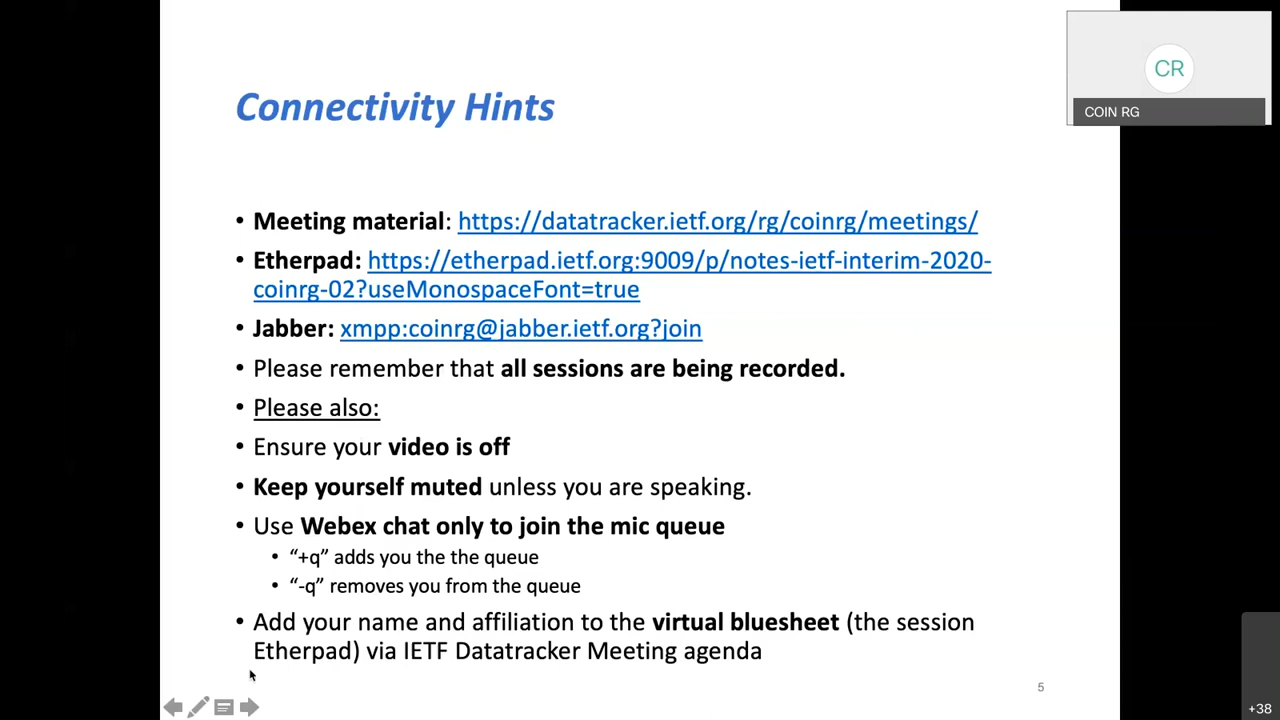 Connectivity Hints
• Meeting material: https://datatracker.ietf.org/rg/coinrg/meetings/
• Etherpad: https://etherpad.ietf.org:9009/p/notes-ietf-interim-2020-
coinrg-02?useMonospaceFont=true
• Jabber: xmpp:coinrg@jabber.ietf.org?join
• Please remember that all sessions are being recorded.
• Please also:
• Ensure your video is off
• Keep yourself muted unless you are speaking.
• Use Webex chat only to join the mic queue
• “+q” adds you the the queue
• “-q” removes you from the queue
• Add your name and affiliation to the virtual bluesheet (the session
Etherpad) via IETF Datatracker Meeting agenda
5
CR
COIN RG
+38